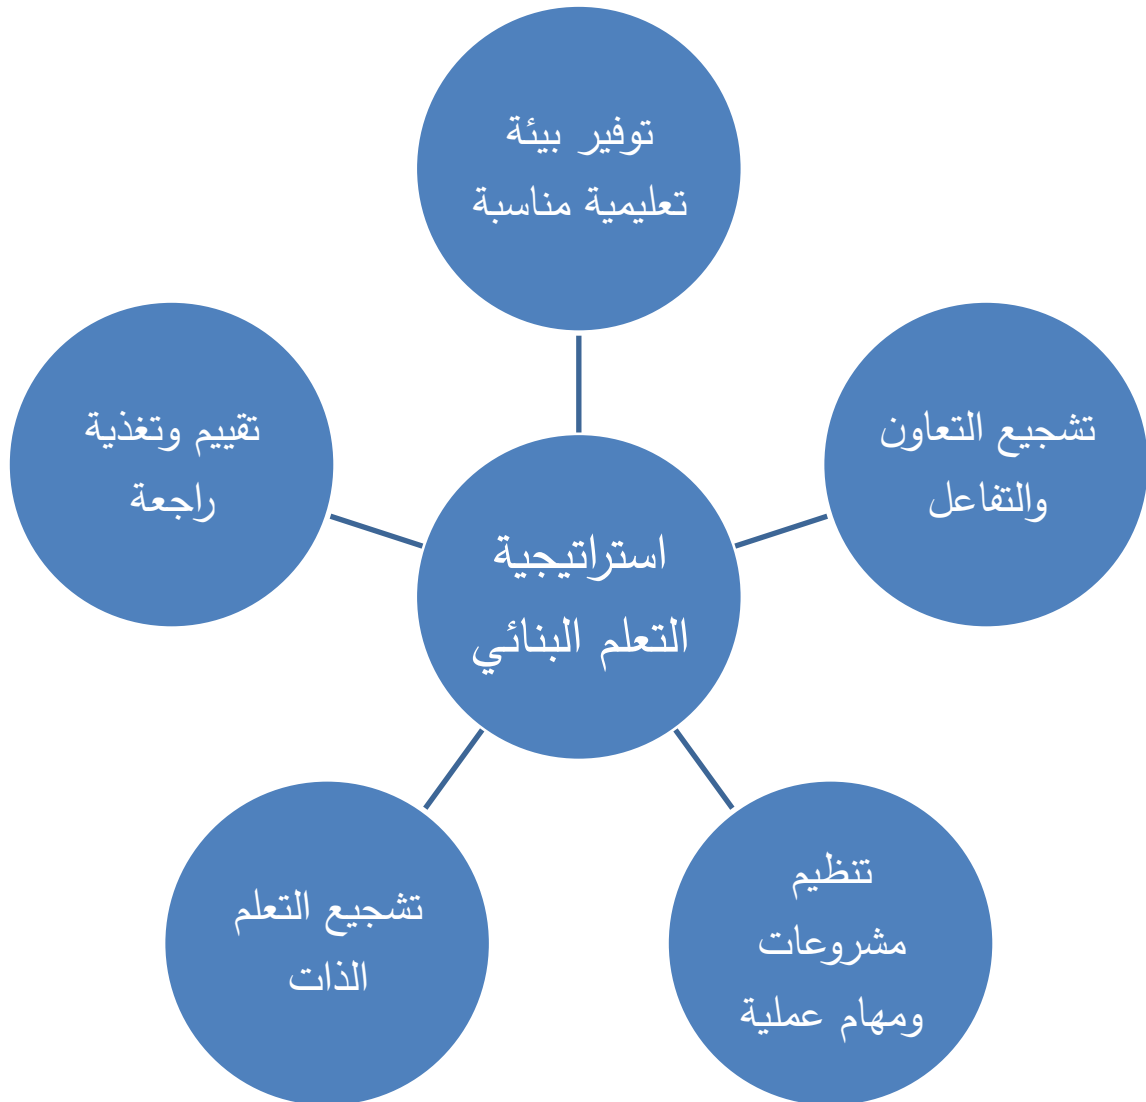 توفير بيئة
تعليمية مناسبة
تشجيع التعاون
والتفاعل
تنظيم
مشروعات
ومهام عملية
تشجيع التعلم
الذات
تقييم وتغذية
راجعة
استراتيجية
التعلم البنائي